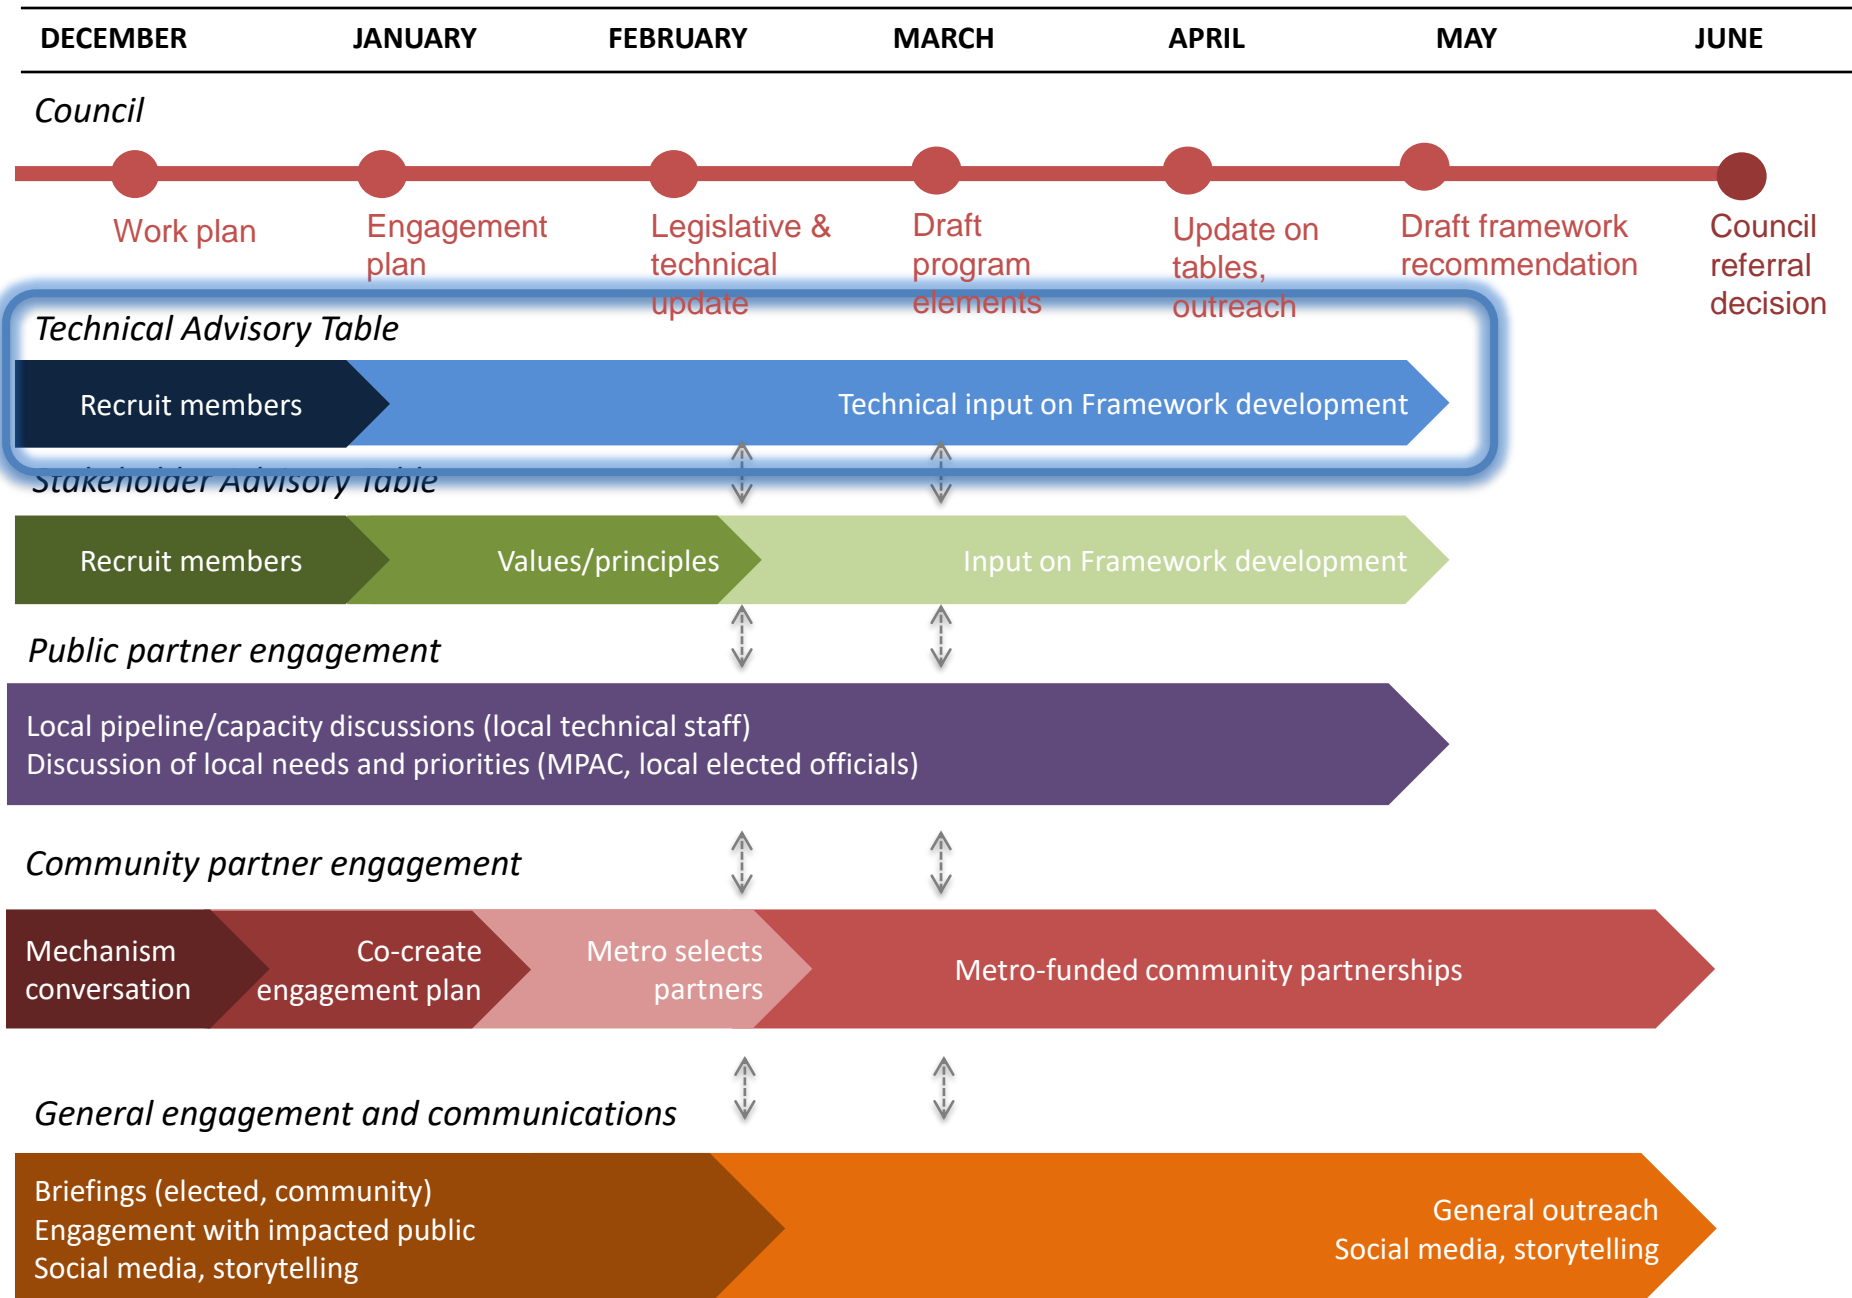 DECEMBER JANUARY FEBRUARY MARCH APRIL MAY JUNE
Council
Work plan
Engagement
plan
Legislative &
technical
update
Draft
program
elements
Update on
tables,
outreach
Draft framework
recommendation
Council
referral
decision
Technical Advisory Table
Recruit members
Technical input on Framework development
Stakeholder Advisory Table
Recruit members
Values/principles
Input on Framework development
Public partner engagement
Local pipeline/capacity discussions (local technical staff)
Discussion of local needs and priorities (MPAC, local elected officials)
Community partner engagement
Mechanism
conversation
Co-create
engagement plan
Metro selects
partners
Metro-funded community partnerships
General engagement and communications
Briefings (elected, community)
Engagement with impacted public
Social media, storytelling
General outreach
Social media, storytelling